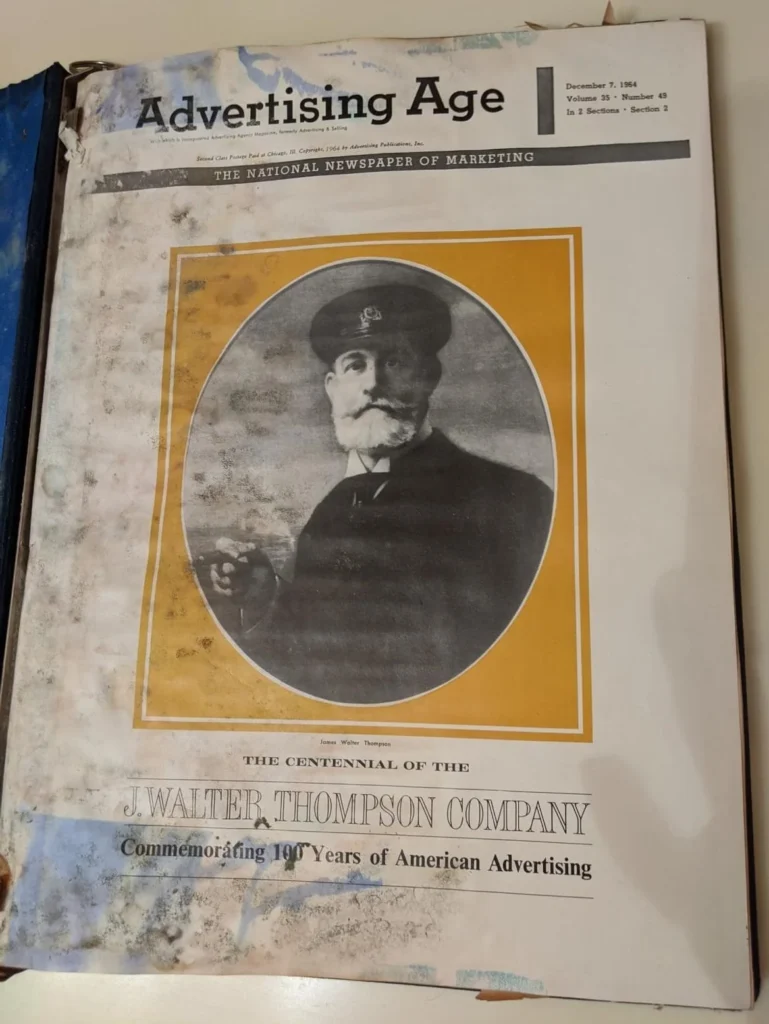 Advertising Age
December 7, 1964
Volume 35 · Number 49
In 2 Sections · Section 2
Second Class Postage Paid at Chicago, Ill. Copyright, 1964 by Advertising Publications, Inc.
THE NATIONAL NEWSPAPER OF MARKETING
James Walter Thompson
THE CENTENNIAL OF THE
J. WALTER THOMPSON COMPANY
Commemorating 100 Years of American Advertising